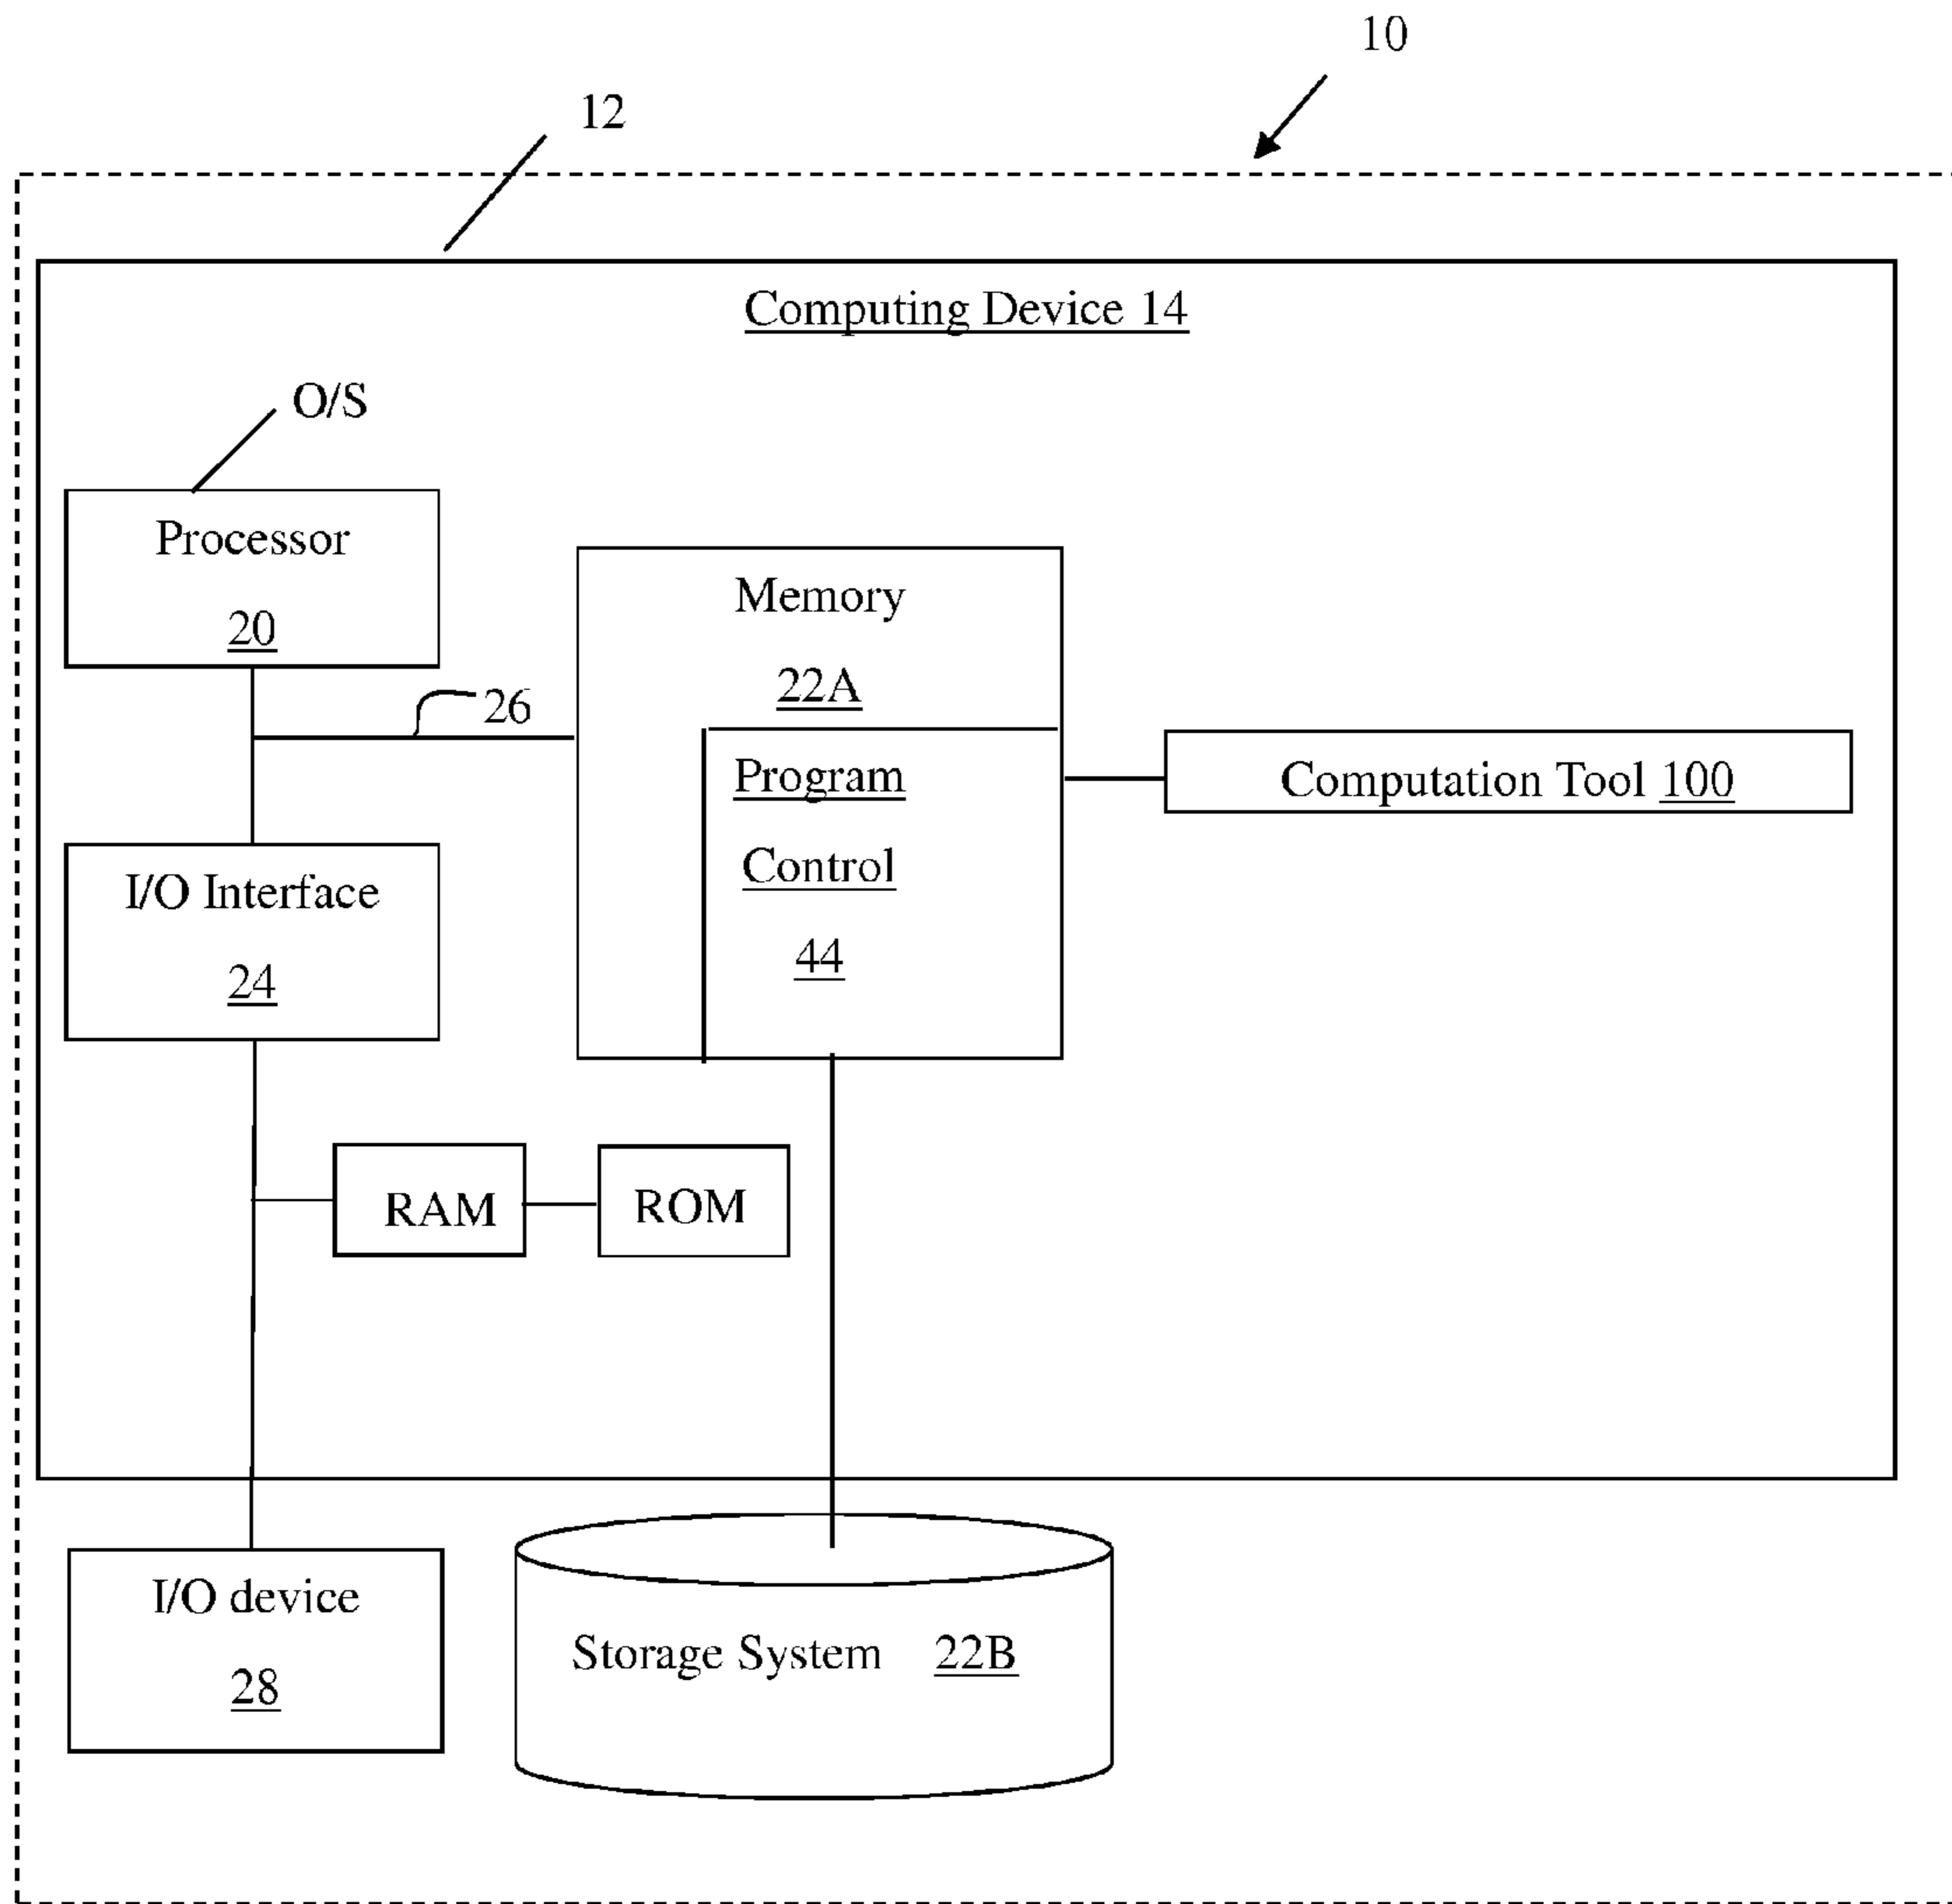 10
12
Computing Device 14
O/S
Processor
20
Memory
22A
26
Program
Control
44
Computation Tool 100
I/O Interface
24
RAM
ROM
I/O device
28
Storage System 22B